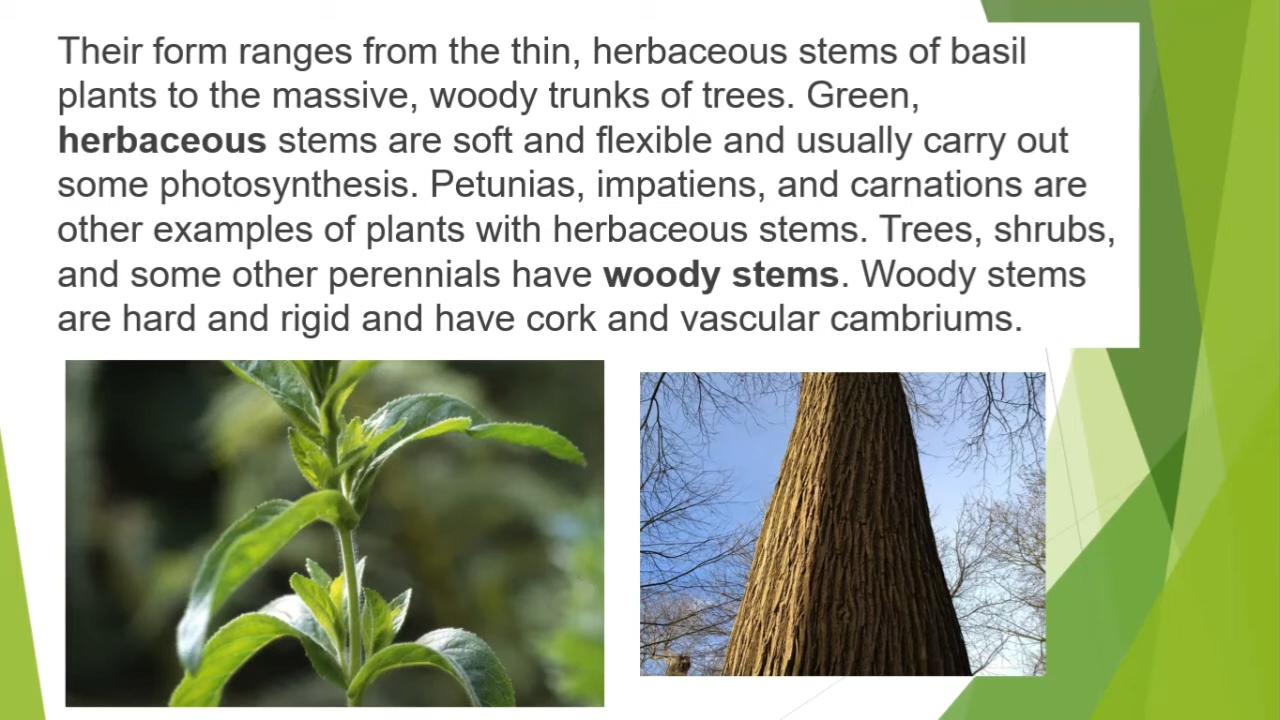 Their form ranges from the thin, herbaceous stems of basil
plants to the massive, woody trunks of trees. Green,
herbaceous stems are soft and flexible and usually carry out
some photosynthesis. Petunias, impatiens, and carnations are
other examples of plants with herbaceous stems. Trees, shrubs,
and some other perennials have woody stems. Woody stems
are hard and rigid and have cork and vascular cambriums.